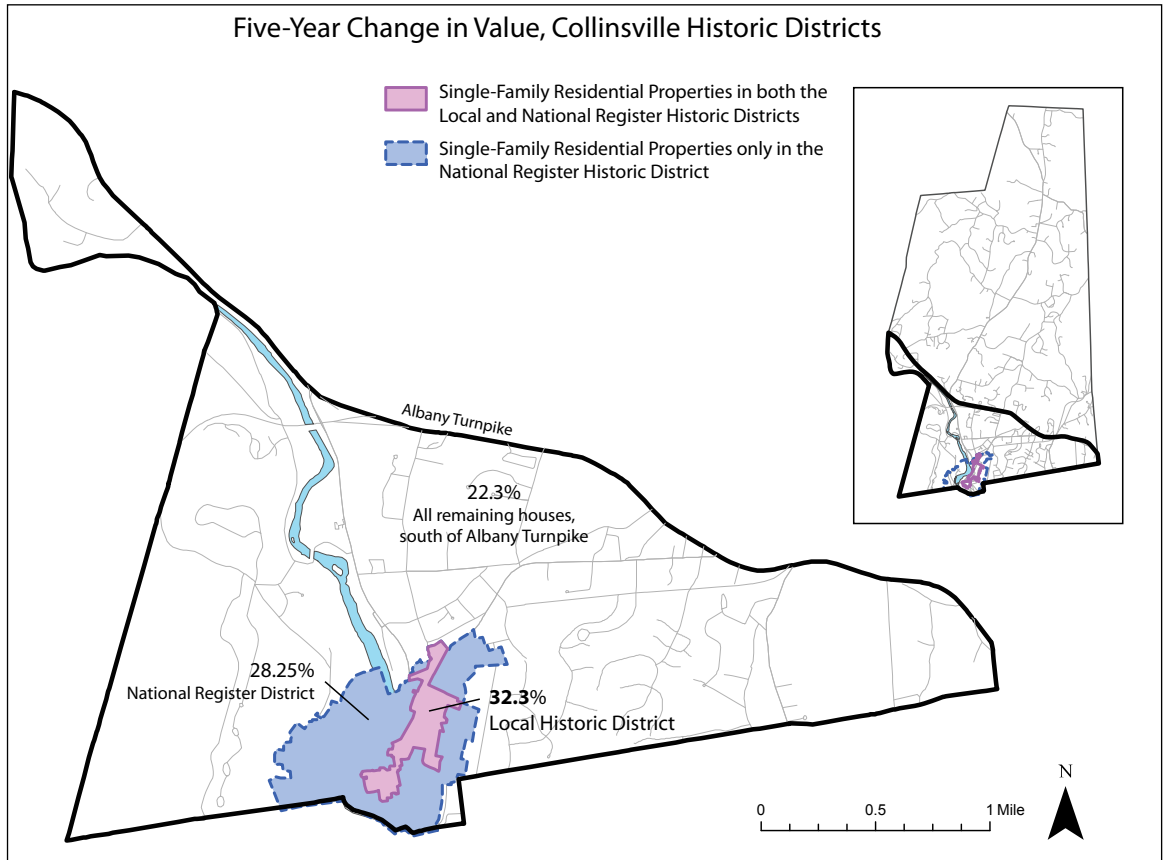 Five-Year Change in Value, Collinsville Historic Districts
Single-Family Residential Properties in both the
Local and National Register Historic Districts
Single-Family Residential Properties only in the
National Register Historic District
Albany Turnpike
22.3%
All remaining houses,
south of Albany Turnpike
28.25%
National Register District
32.3%
Local Historic District
N
0 0.5 1 Mile